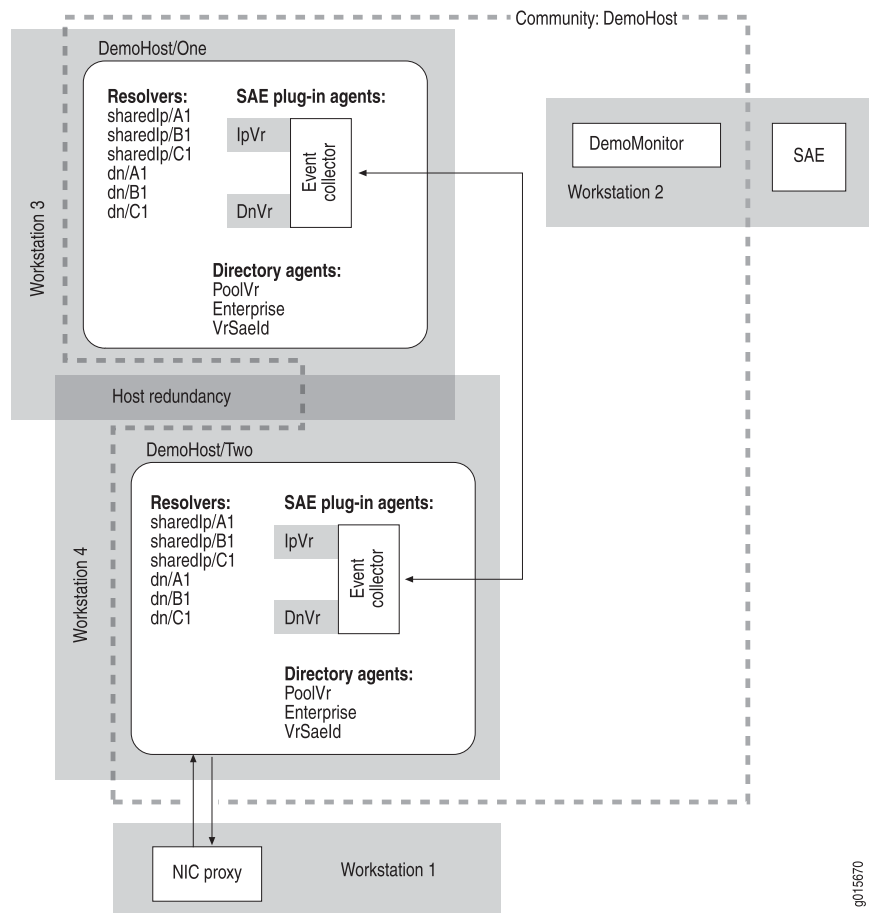 Community: DemoHost
DemoHost/One
Resolvers:
sharedIp/A1
sharedIp/B1
sharedIp/C1
dn/A1
dn/B1
dn/C1
SAE plug-in agents:
IpVr
DnVr
Event
collector
Directory agents:
PoolVr
Enterprise
VrSaeId
Workstation 3
DemoMonitor
Workstation 2
SAE
Host redundancy
DemoHost/Two
Resolvers:
sharedIp/A1
sharedIp/B1
sharedIp/C1
dn/A1
dn/B1
dn/C1
SAE plug-in agents:
IpVr
DnVr
Event
collector
Directory agents:
PoolVr
Enterprise
VrSaeId
Workstation 4
NIC proxy
Workstation 1
g015670